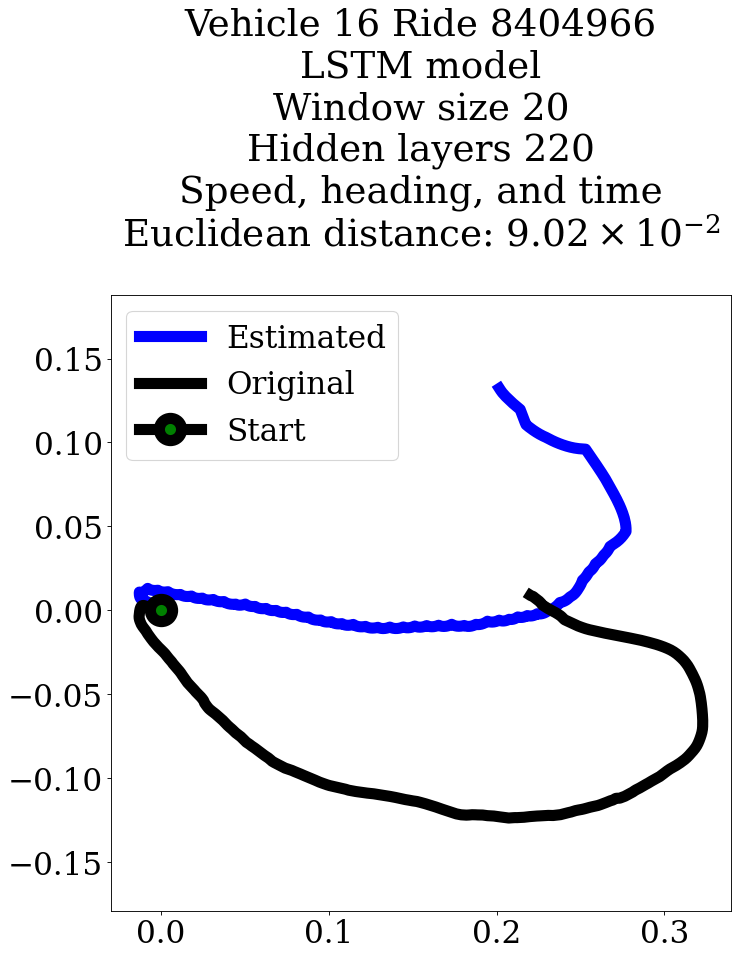 Vehicle 16 Ride 8404966
LSTM model
Window size 20
Hidden layers 220
Speed, heading, and time
Euclidean distance: 9.02 × 10⁻²
Estimated
Original
Start
0.15
0.10
0.05
0.00
−0.05
−0.10
−0.15
0.0 0.1 0.2 0.3